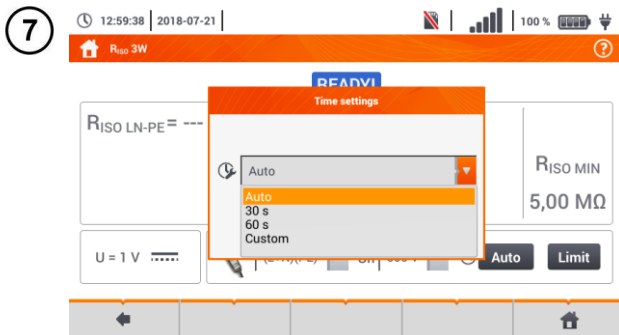 7
12:59:38 2018-07-21 100 %
RISO 3W ?
READY!
Time settings
RISO LN-PE= ---
Auto
Auto
30 s
60 s
Custom
RISO MIN
5,00 MΩ
U = 1 V
Auto
Limit